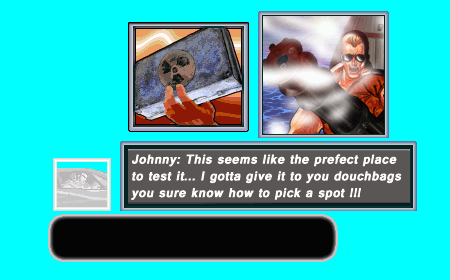 Johnny: This seems like the prefect place
to test it... I gotta give it to you douchbags
you sure know how to pick a spot !!!